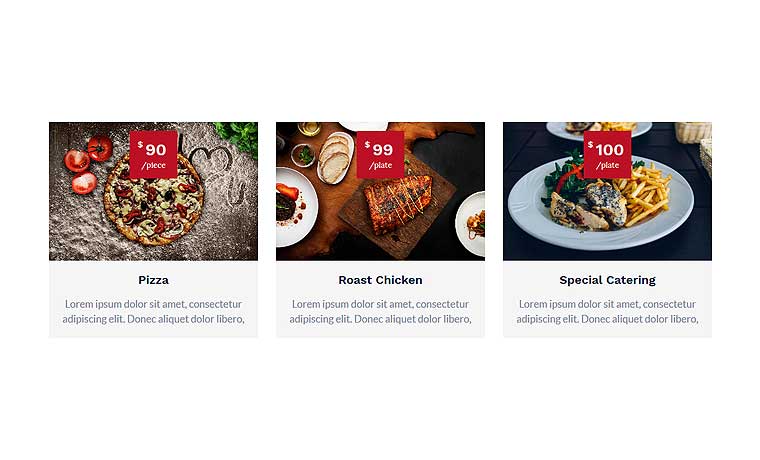 $ 90
/piece
Pizza
Lorem ipsum dolor sit amet, consectetur
adipiscing elit. Donec aliquet dolor libero,
$ 99
/plate
Roast Chicken
Lorem ipsum dolor sit amet, consectetur
adipiscing elit. Donec aliquet dolor libero,
$ 100
/plate
Special Catering
Lorem ipsum dolor sit amet, consectetur
adipiscing elit. Donec aliquet dolor libero,